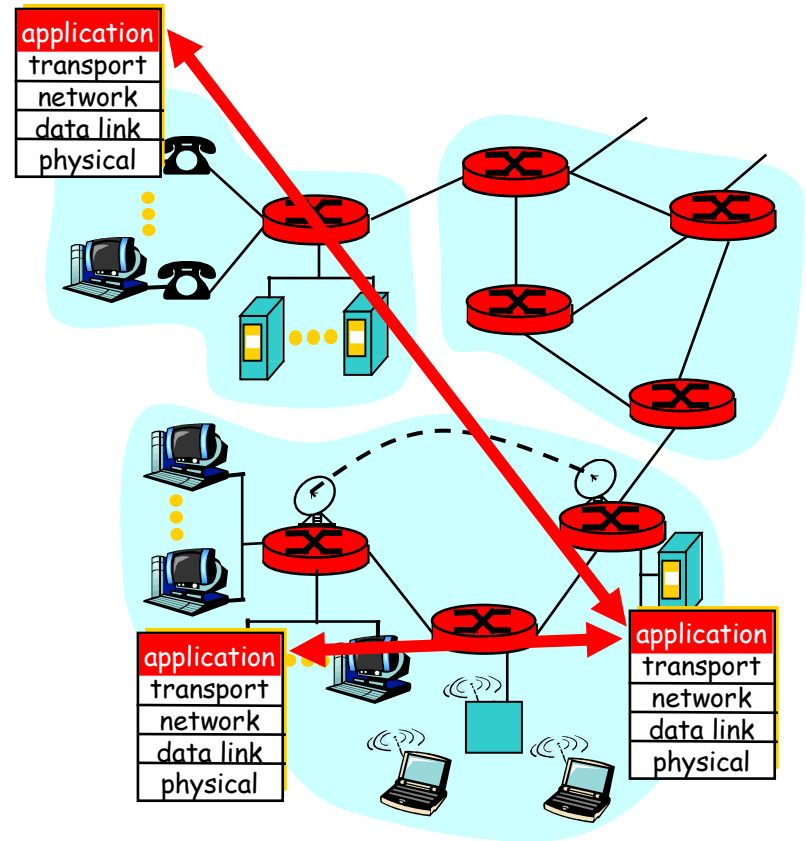 application
transport
network
data link
physical
application
transport
network
data link
physical
application
transport
network
data link
physical